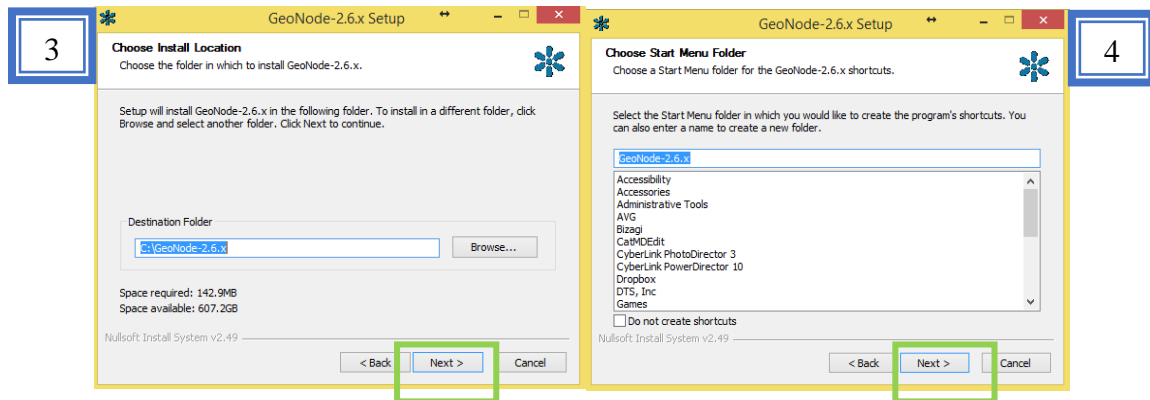 3
GeoNode-2.6.x Setup
Choose Install Location
Choose the folder in which to install GeoNode-2.6.x.
Setup will install GeoNode-2.6.x in the following folder. To install in a different folder, click
Browse and select another folder. Click Next to continue.
Destination Folder
C:\GeoNode-2.6.x
Browse...
Space required: 142.9MB
Space available: 607.2GB
Nullsoft Install System v2.49
< Back
Next >
Cancel
4
GeoNode-2.6.x Setup
Choose Start Menu Folder
Choose a Start Menu folder for the GeoNode-2.6.x shortcuts.
Select the Start Menu folder in which you would like to create the program's shortcuts. You
can also enter a name to create a new folder.
GeoNode-2.6.x
Accessibility
Accessories
Administrative Tools
AVG
Bizagi
CatMDEdit
CyberLink PhotoDirector 3
CyberLink PowerDirector 10
Dropbox
DTS, Inc
Games
Do not create shortcuts
Nullsoft Install System v2.49
< Back
Next >
Cancel